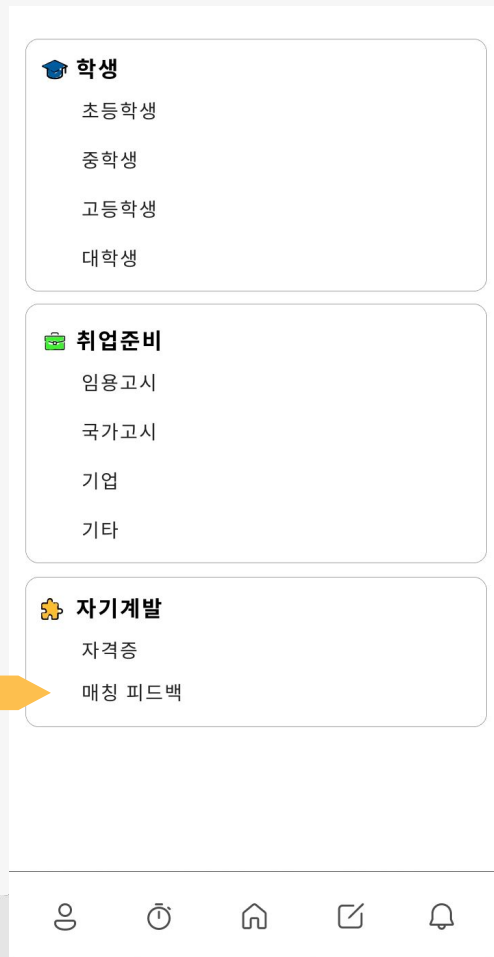 학생
초등학생
중학생
고등학생
대학생
취업준비
임용고시
국가고시
기업
기타
자기계발
자격증
매칭 피드백